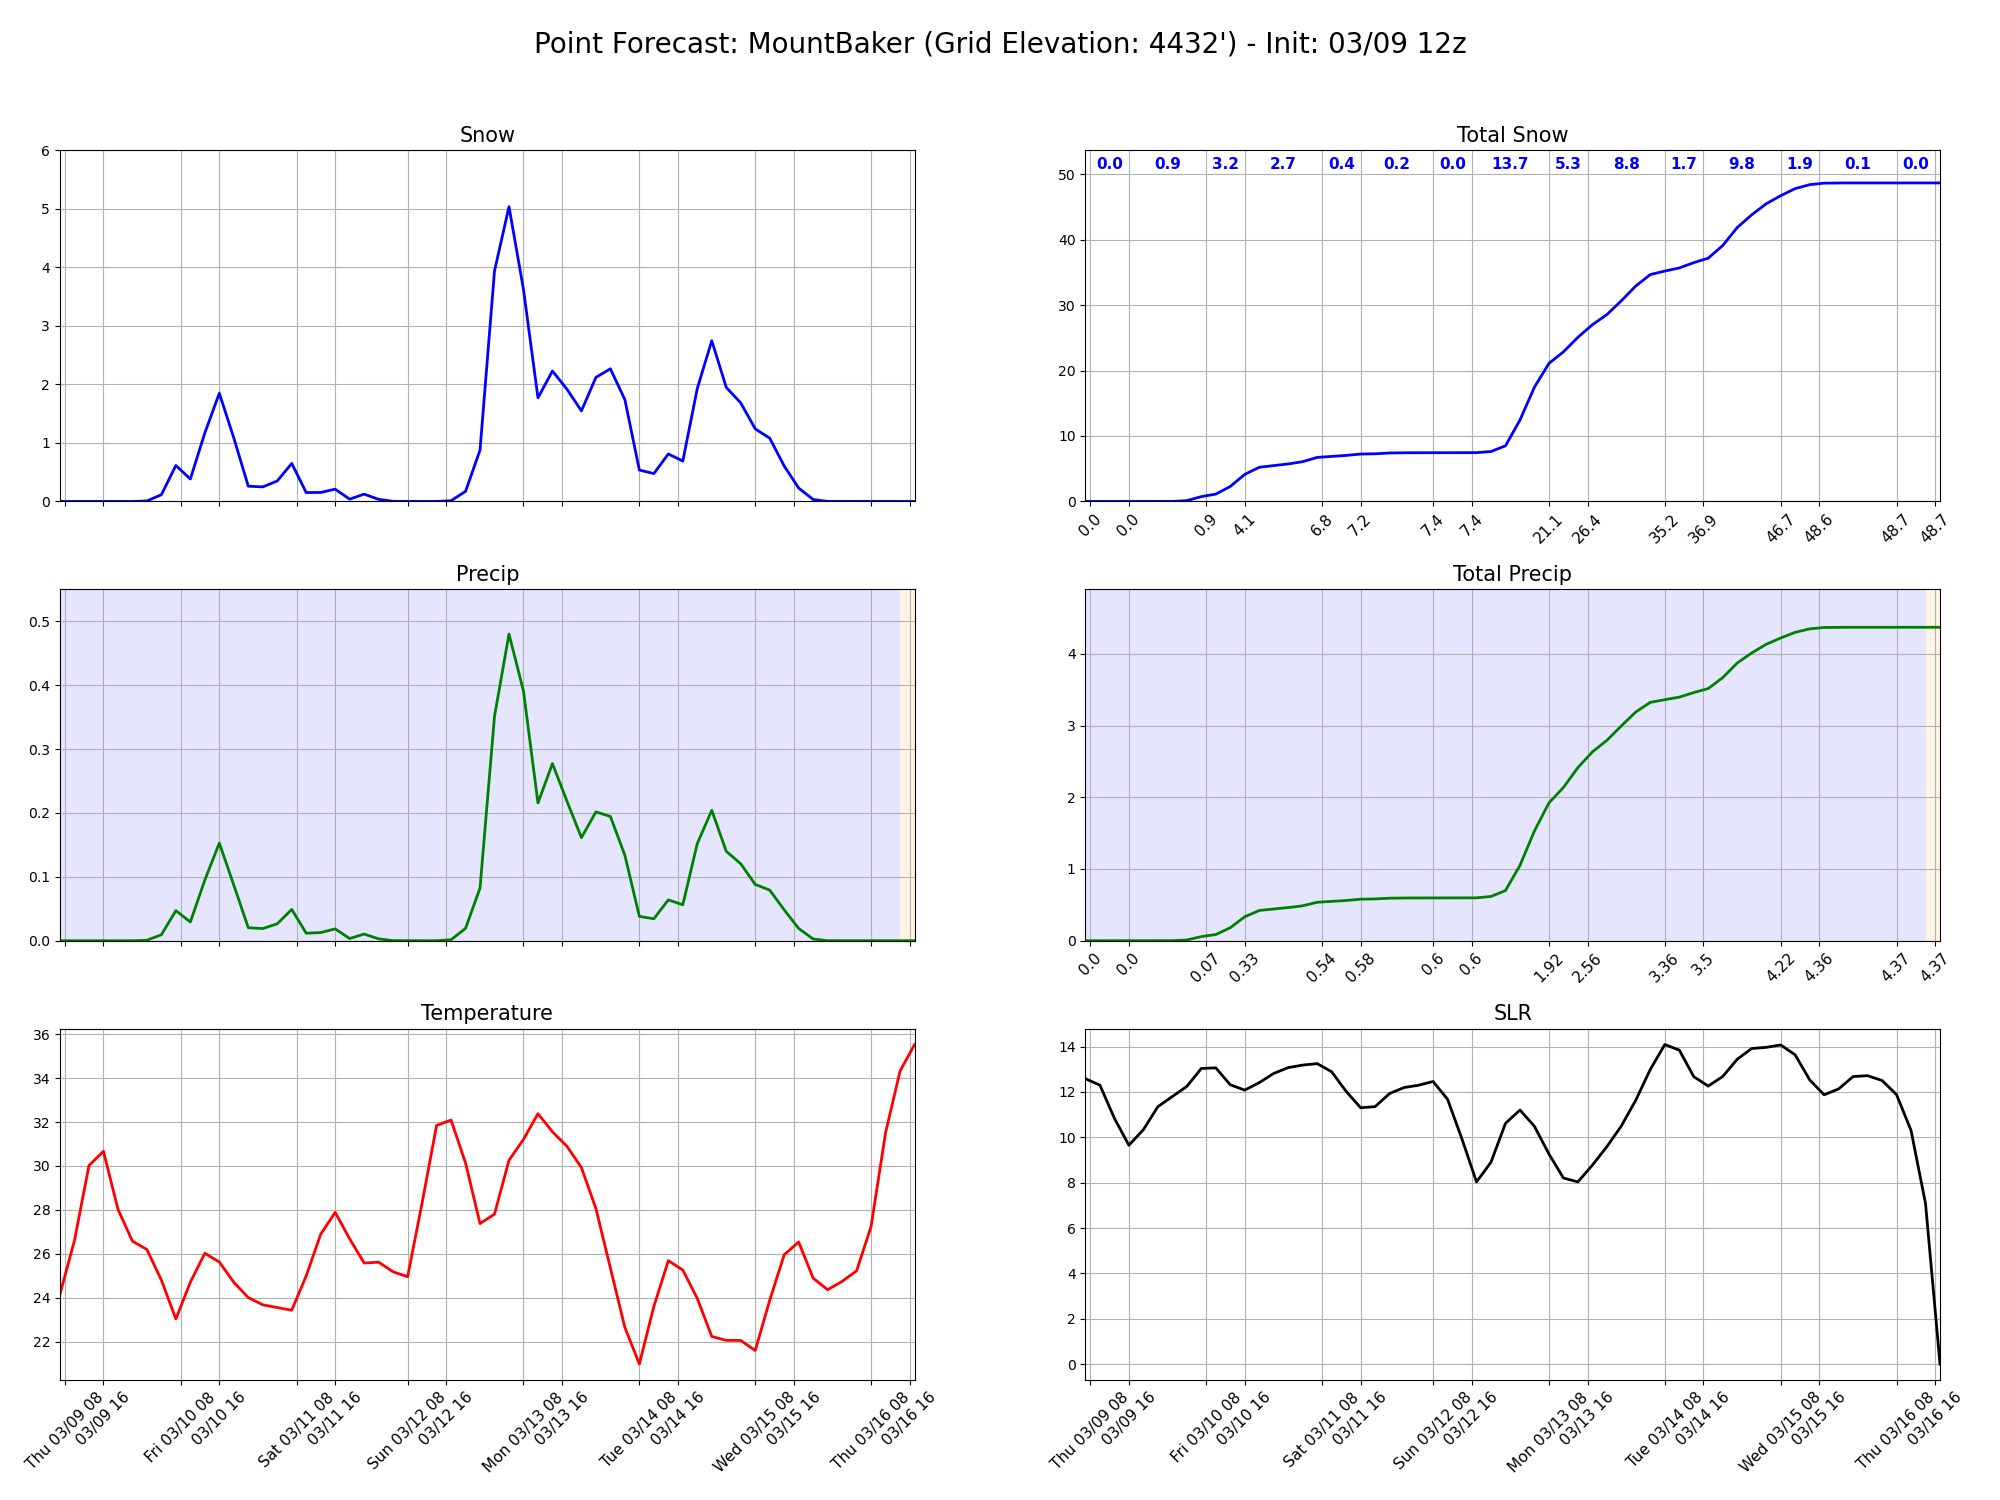 Point Forecast: MountBaker (Grid Elevation: 4432') - Init: 03/09 12z
Snow
6
5
4
3
2
1
0
Total Snow
0.0 0.9 3.2 2.7 0.4 0.2 0.0 13.7 5.3 8.8 1.7 9.8 1.9 0.1 0.0
50
40
30
20
10
0
0.0 0.0 0.9 4.1 6.8 7.2 7.4 7.4 21.1 26.4 35.2 36.9 46.7 48.6 48.7 48.7
Precip
0.5
0.4
0.3
0.2
0.1
0.0
Total Precip
4
3
2
1
0
0.0 0.0 0.07 0.33 0.54 0.58 0.6 0.6 1.92 2.56 3.36 3.5 4.22 4.36 4.37 4.37
Temperature
36
34
32
30
28
26
24
22
Thu 03/09 08
03/09 16
Fri 03/10 08
03/10 16
Sat 03/11 08
03/11 16
Sun 03/12 08
03/12 16
Mon 03/13 08
03/13 16
Tue 03/14 08
03/14 16
Wed 03/15 08
03/15 16
Thu 03/16 08
03/16 16
SLR
14
12
10
8
6
4
2
0
Thu 03/09 08
03/09 16
Fri 03/10 08
03/10 16
Sat 03/11 08
03/11 16
Sun 03/12 08
03/12 16
Mon 03/13 08
03/13 16
Tue 03/14 08
03/14 16
Wed 03/15 08
03/15 16
Thu 03/16 08
03/16 16